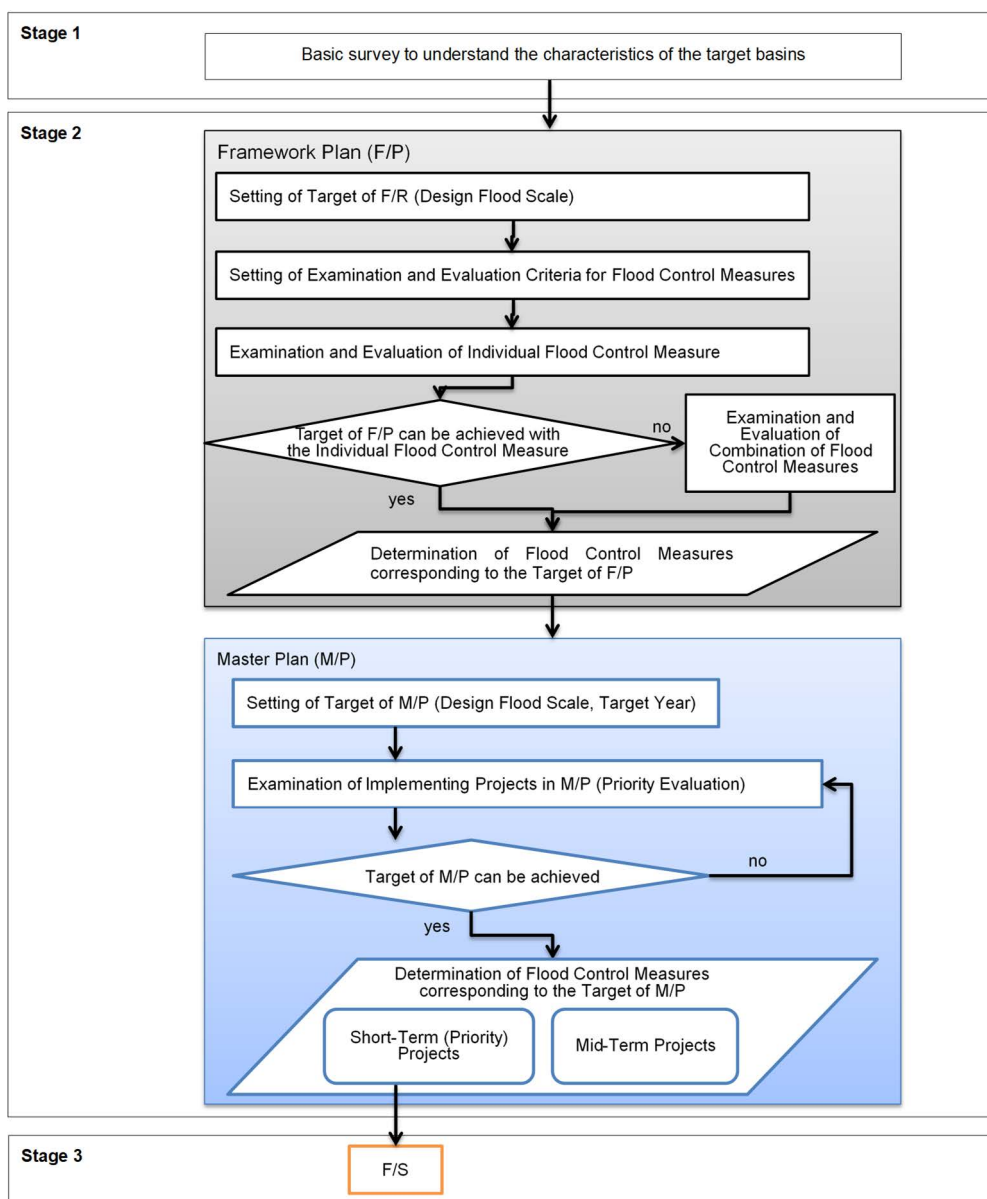 Stage 1
Basic survey to understand the characteristics of the target basins
Stage 2
Framework Plan (F/P)
Setting of Target of F/R (Design Flood Scale)
Setting of Examination and Evaluation Criteria for Flood Control Measures
Examination and Evaluation of Individual Flood Control Measure
Target of F/P can be achieved with
the Individual Flood Control Measure
no
Examination and
Evaluation of
Combination of Flood
Control Measures
yes
Determination of Flood Control Measures
corresponding to the Target of F/P
Master Plan (M/P)
Setting of Target of M/P (Design Flood Scale, Target Year)
Examination of Implementing Projects in M/P (Priority Evaluation)
Target of M/P can be achieved
no
yes
Determination of Flood Control Measures
corresponding to the Target of M/P
Short-Term (Priority)
Projects
Mid-Term Projects
Stage 3
F/S